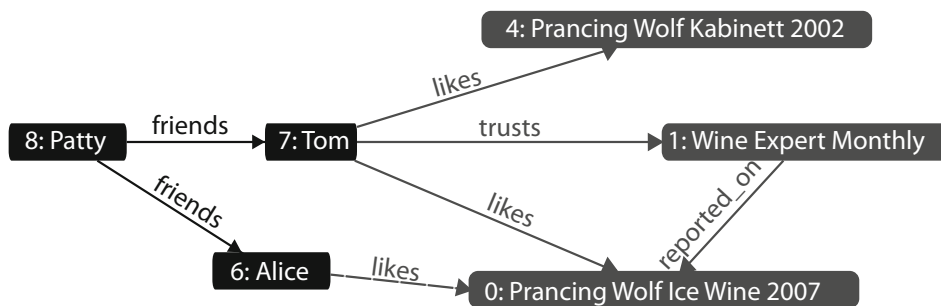 4: Prancing Wolf Kabinett 2002
likes
8: Patty
friends
7: Tom
trusts
1: Wine Expert Monthly
friends
likes
reported_on
6: Alice
likes
0: Prancing Wolf Ice Wine 2007